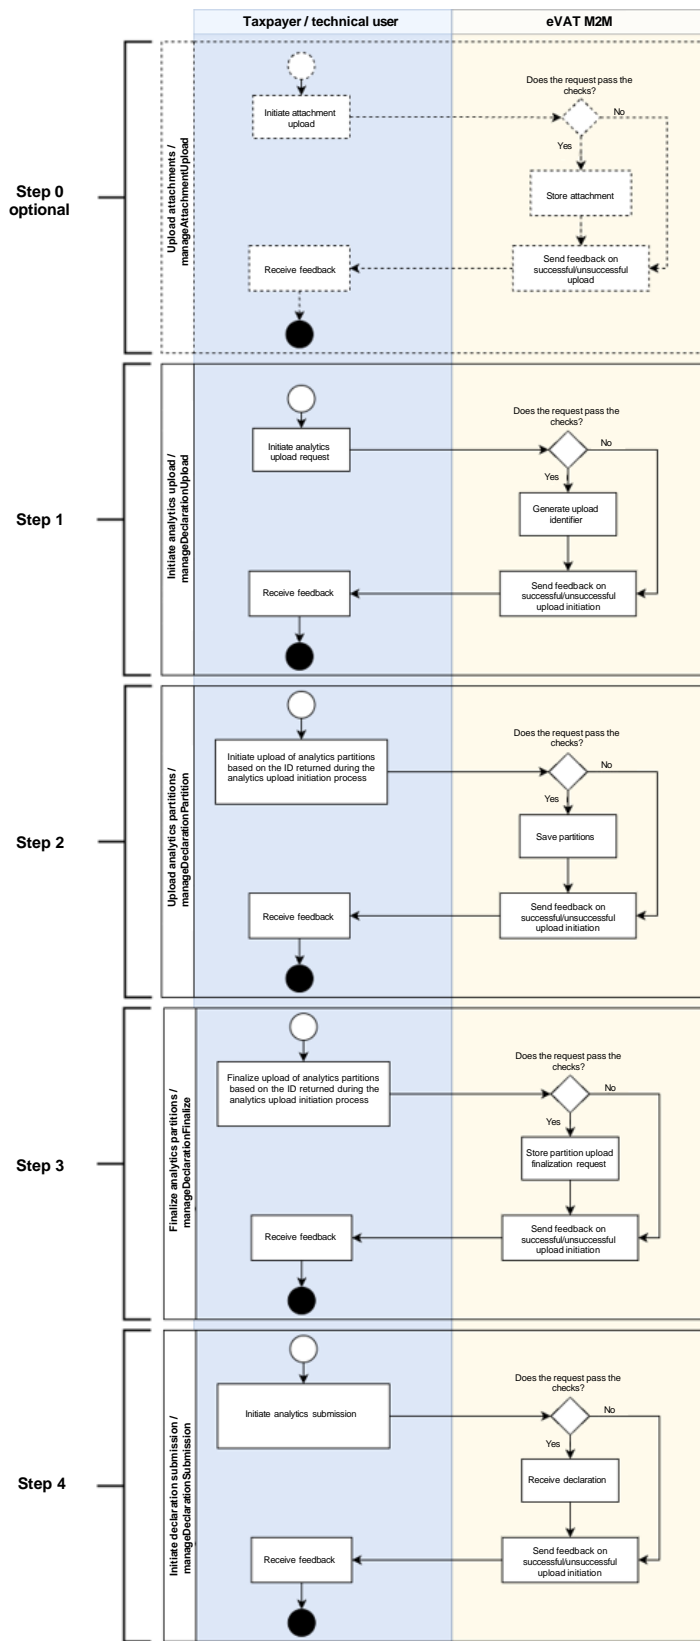 Taxpayer / technical user
eVAT M2M
Step 0
optional
Upload attachments /
manageAttachmentUpload
Initiate attachment
upload
Does the request pass the
checks?
No
Yes
Store attachment
Send feedback on
successful/unsuccessful
upload
Receive feedback
Step 1
Initiate analytics upload /
manageDeclarationUpload
Initiate analytics
upload request
Does the request pass the
checks?
No
Yes
Generate upload
identifier
Send feedback on
successful/unsuccessful
upload initiation
Receive feedback
Step 2
Upload analytics partitions /
manageDeclarationPartition
Initiate upload of analytics partitions
based on the ID returned during the
analytics upload initiation process
Does the request pass the
checks?
No
Yes
Save partitions
Send feedback on
successful/unsuccessful
upload initiation
Receive feedback
Step 3
Finalize analytics partitions /
manageDeclarationFinalize
Finalize upload of analytics partitions
based on the ID returned during the
analytics upload initiation process
Does the request pass the
checks?
No
Yes
Store partition upload
finalization request
Send feedback on
successful/unsuccessful
upload initiation
Receive feedback
Step 4
Initiate declaration submission /
manageDeclarationSubmission
Initiate analytics submission
Does the request pass the
checks?
No
Yes
Receive declaration
Send feedback on
successful/unsuccessful
upload initiation
Receive feedback